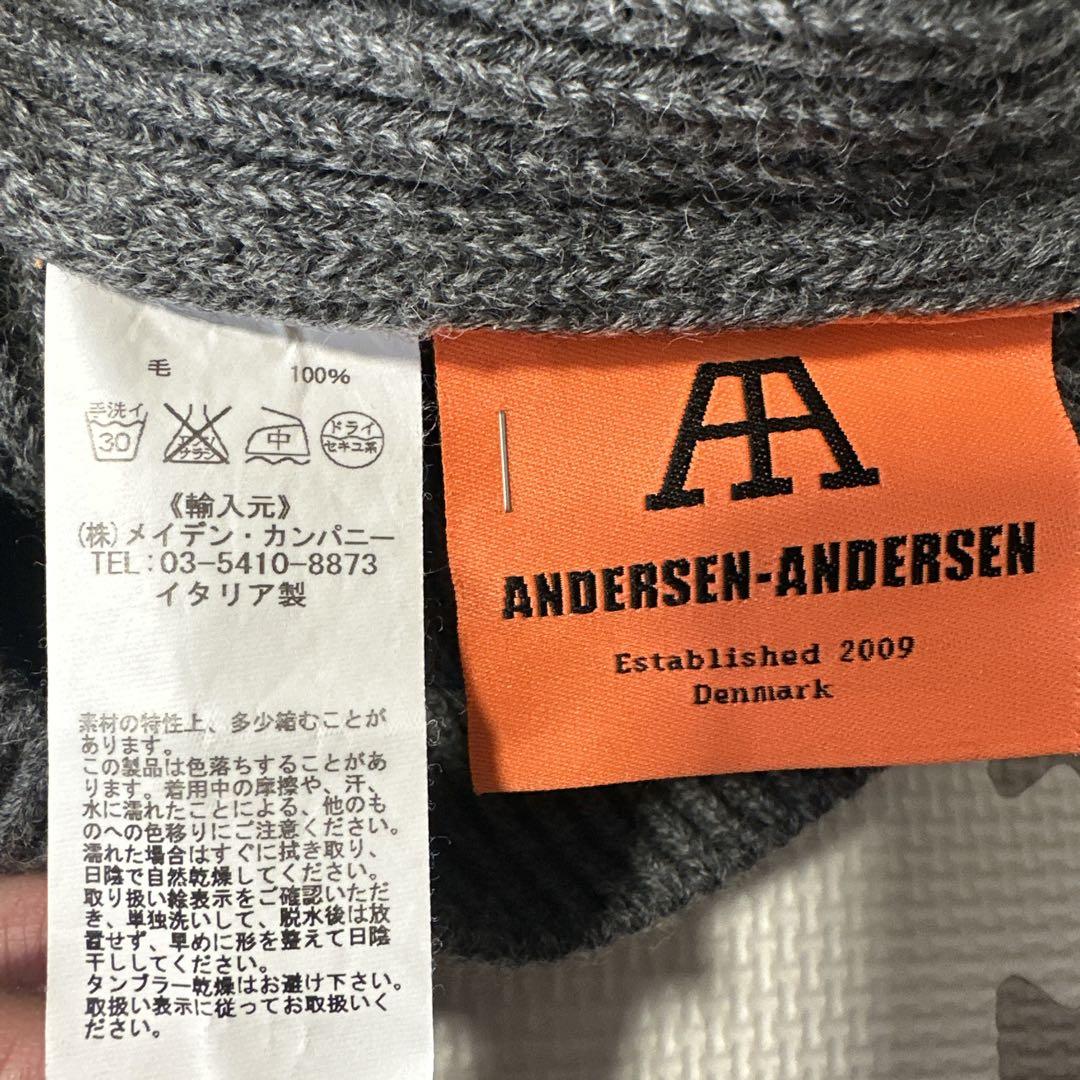 毛 100%
手洗イ 30 エンソ サラシ 中 ドライ セキユ系
《輸入元》
(株)メイデン・カンパニー
TEL:03-5410-8873
イタリア製
素材の特性上、多少縮むことが
あります。
この製品は色落ちすることがあ
ります。着用中の摩擦や、汗、
水に濡れたことによる、他のも
のへの色移りにご注意ください。
濡れた場合はすぐに拭き取り、
日陰で自然乾燥してください。
取り扱い絵表示をご確認いただ
き、単独洗いして、脱水後は放
置せず、早めに形を整えて日陰
干ししてください。
タンブラー乾燥はお避け下さい。
取扱い表示に従ってお取扱いく
ださい。
AA
ANDERSEN-ANDERSEN
Established 2009
Denmark